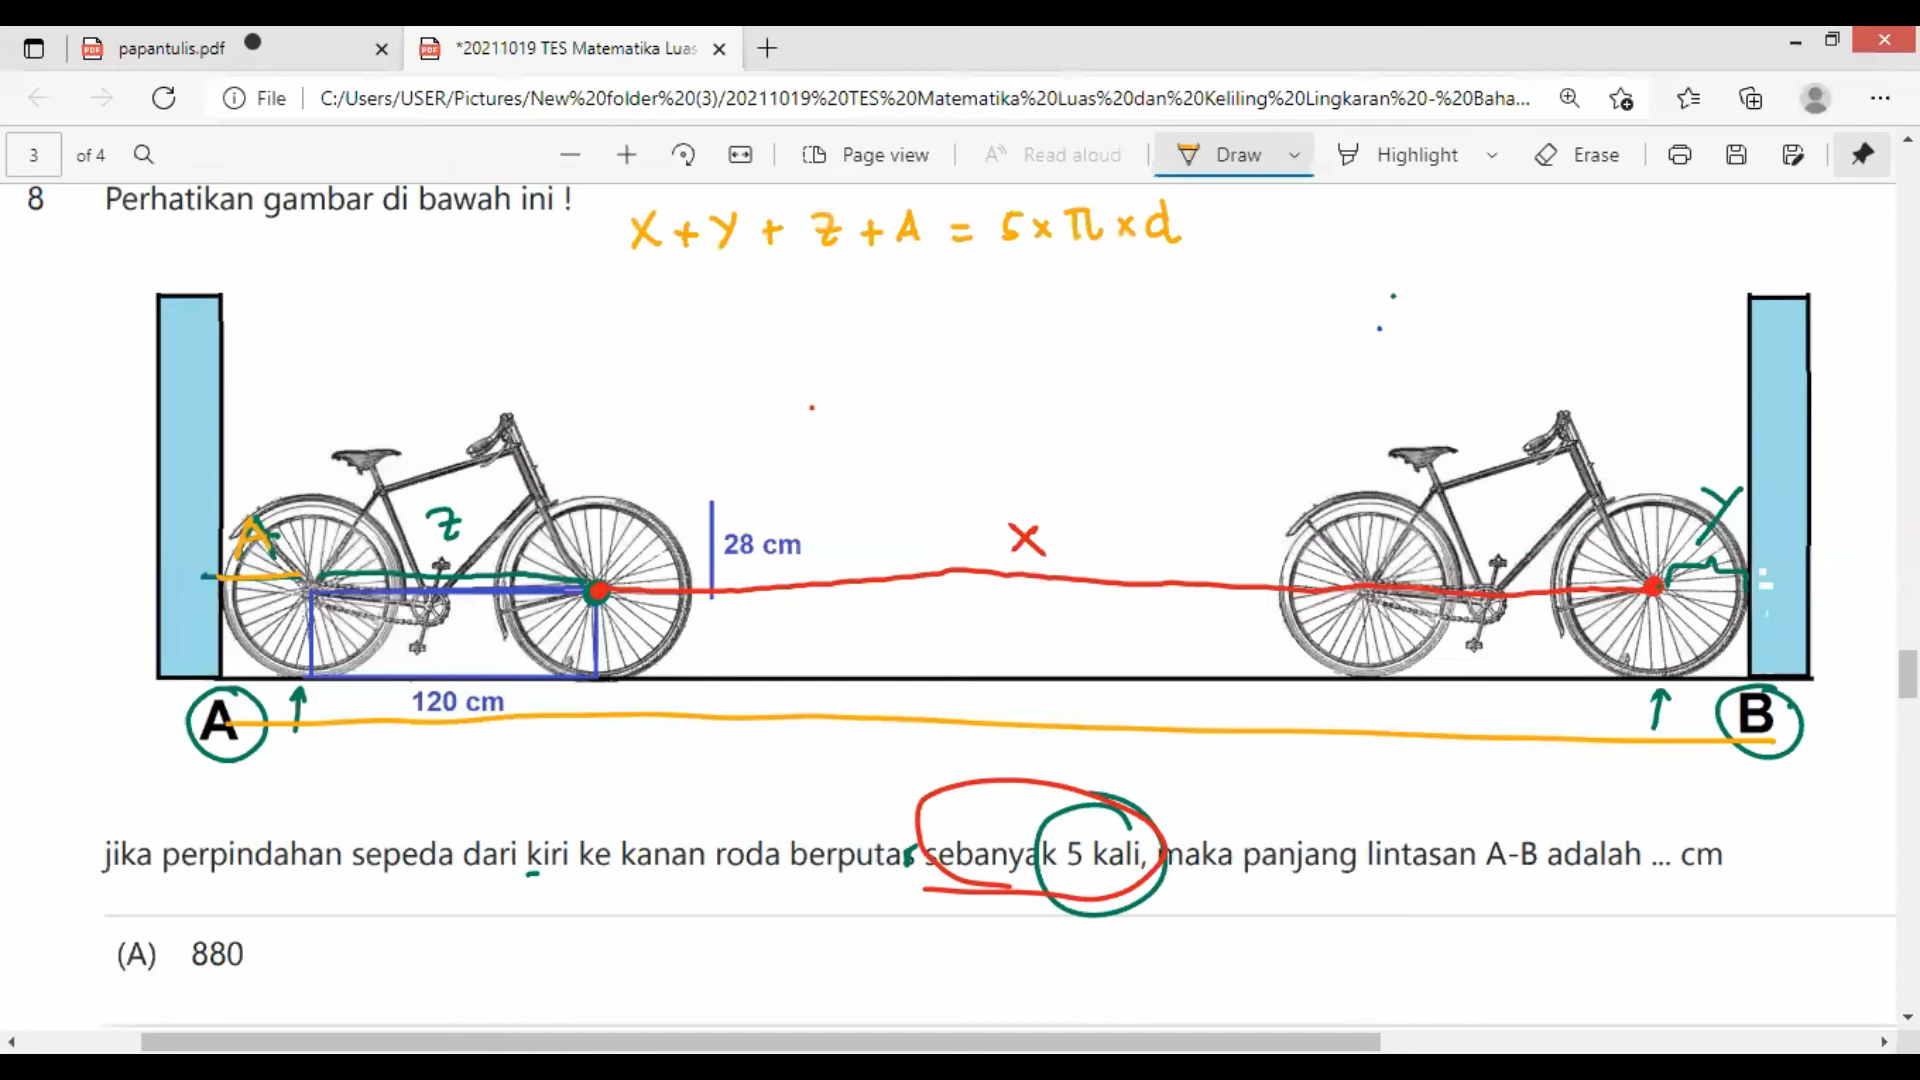 papantulis.pdf
*20211019 TES Matematika Luas
File
C:/Users/USER/Pictures/New%20folder%20(3)/20211019%20TES%20Matematika%20Luas%20dan%20Keliling%20Lingkaran%20-%20Baha...
3 of 4
Page view
Read aloud
Draw
Highlight
Erase
8 Perhatikan gambar di bawah ini !
X + Y + Z + A = 5 × π × d
A
Z
28 cm
X
Y
120 cm
A
B
jika perpindahan sepeda dari kiri ke kanan roda berputar sebanyak 5 kali, maka panjang lintasan A-B adalah ... cm
(A) 880